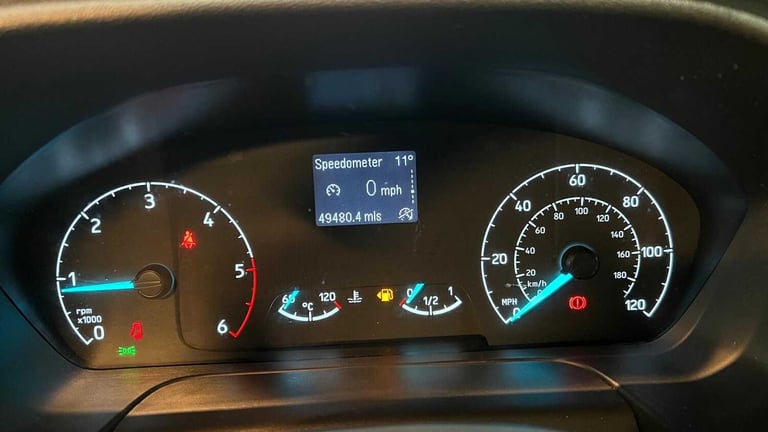 Speedometer 11°
0 mph
49480.4 mls
0 1 2 3 4 5 6
rpm
x1000
60 120
°C
0 1/2 1
0 20 40 60 80 100 120
MPH
20 40 60 80 100 120 140 160 180
km/h